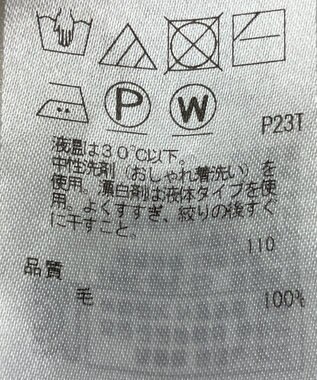 P W
P23T
液温は30℃以下。
中性洗剤（おしゃれ着洗い）を
使用。漂白剤は液体タイプを使
用。よくすすぎ、絞りの後すぐ
に干すこと。
110
品質
毛 100%